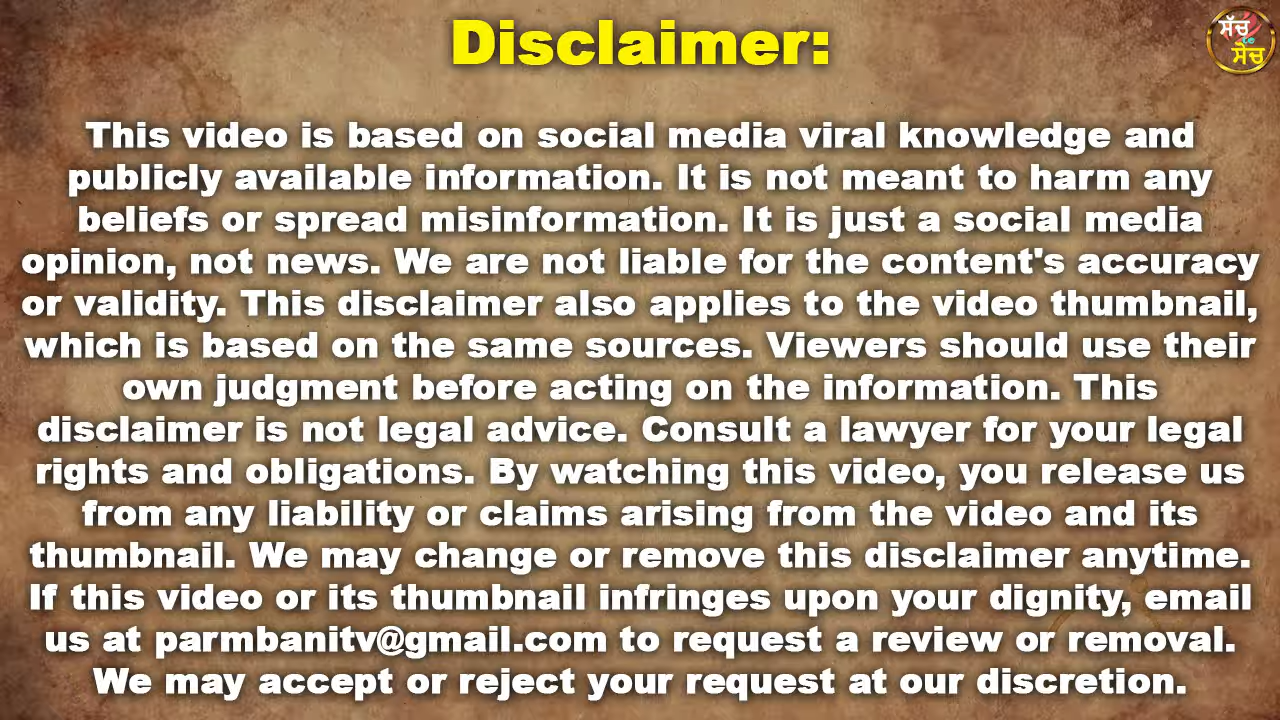 Disclaimer:
ਸੱਚ
ਸੋਚ
This video is based on social media viral knowledge and
publicly available information. It is not meant to harm any
beliefs or spread misinformation. It is just a social media
opinion, not news. We are not liable for the content's accuracy
or validity. This disclaimer also applies to the video thumbnail,
which is based on the same sources. Viewers should use their
own judgment before acting on the information. This
disclaimer is not legal advice. Consult a lawyer for your legal
rights and obligations. By watching this video, you release us
from any liability or claims arising from the video and its
thumbnail. We may change or remove this disclaimer anytime.
If this video or its thumbnail infringes upon your dignity, email
us at parmbanitv@gmail.com to request a review or removal.
We may accept or reject your request at our discretion.